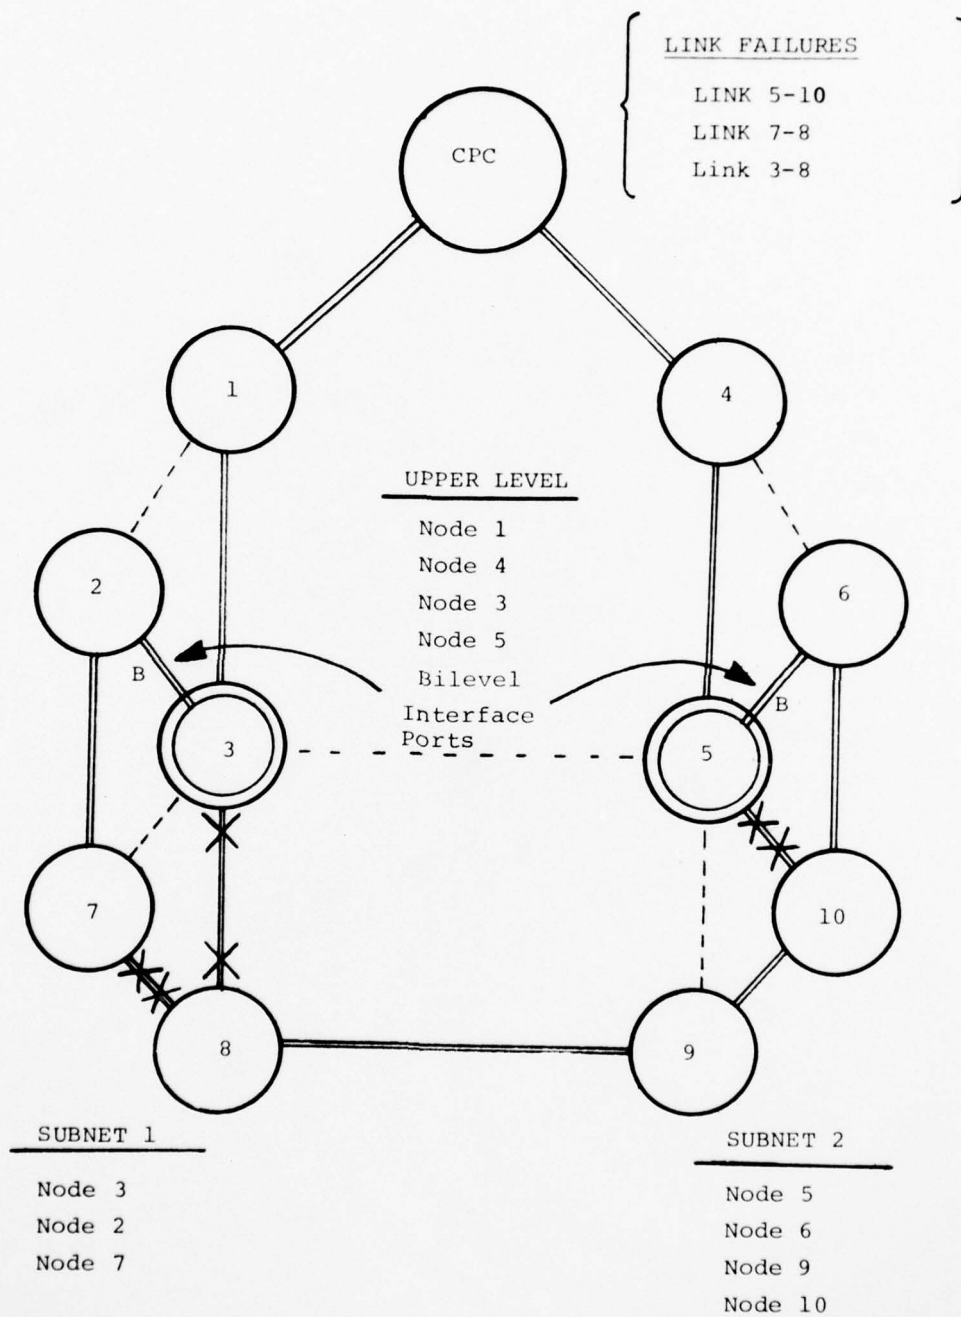 LINK FAILURES
LINK 5-10
LINK 7-8
Link 3-8
CPC
1
4
UPPER LEVEL
Node 1
Node 4
Node 3
Node 5
Bilevel
Interface
Ports
2
6
B
B
3
5
7
10
8
9
SUBNET 1
Node 3
Node 2
Node 7
SUBNET 2
Node 5
Node 6
Node 9
Node 10